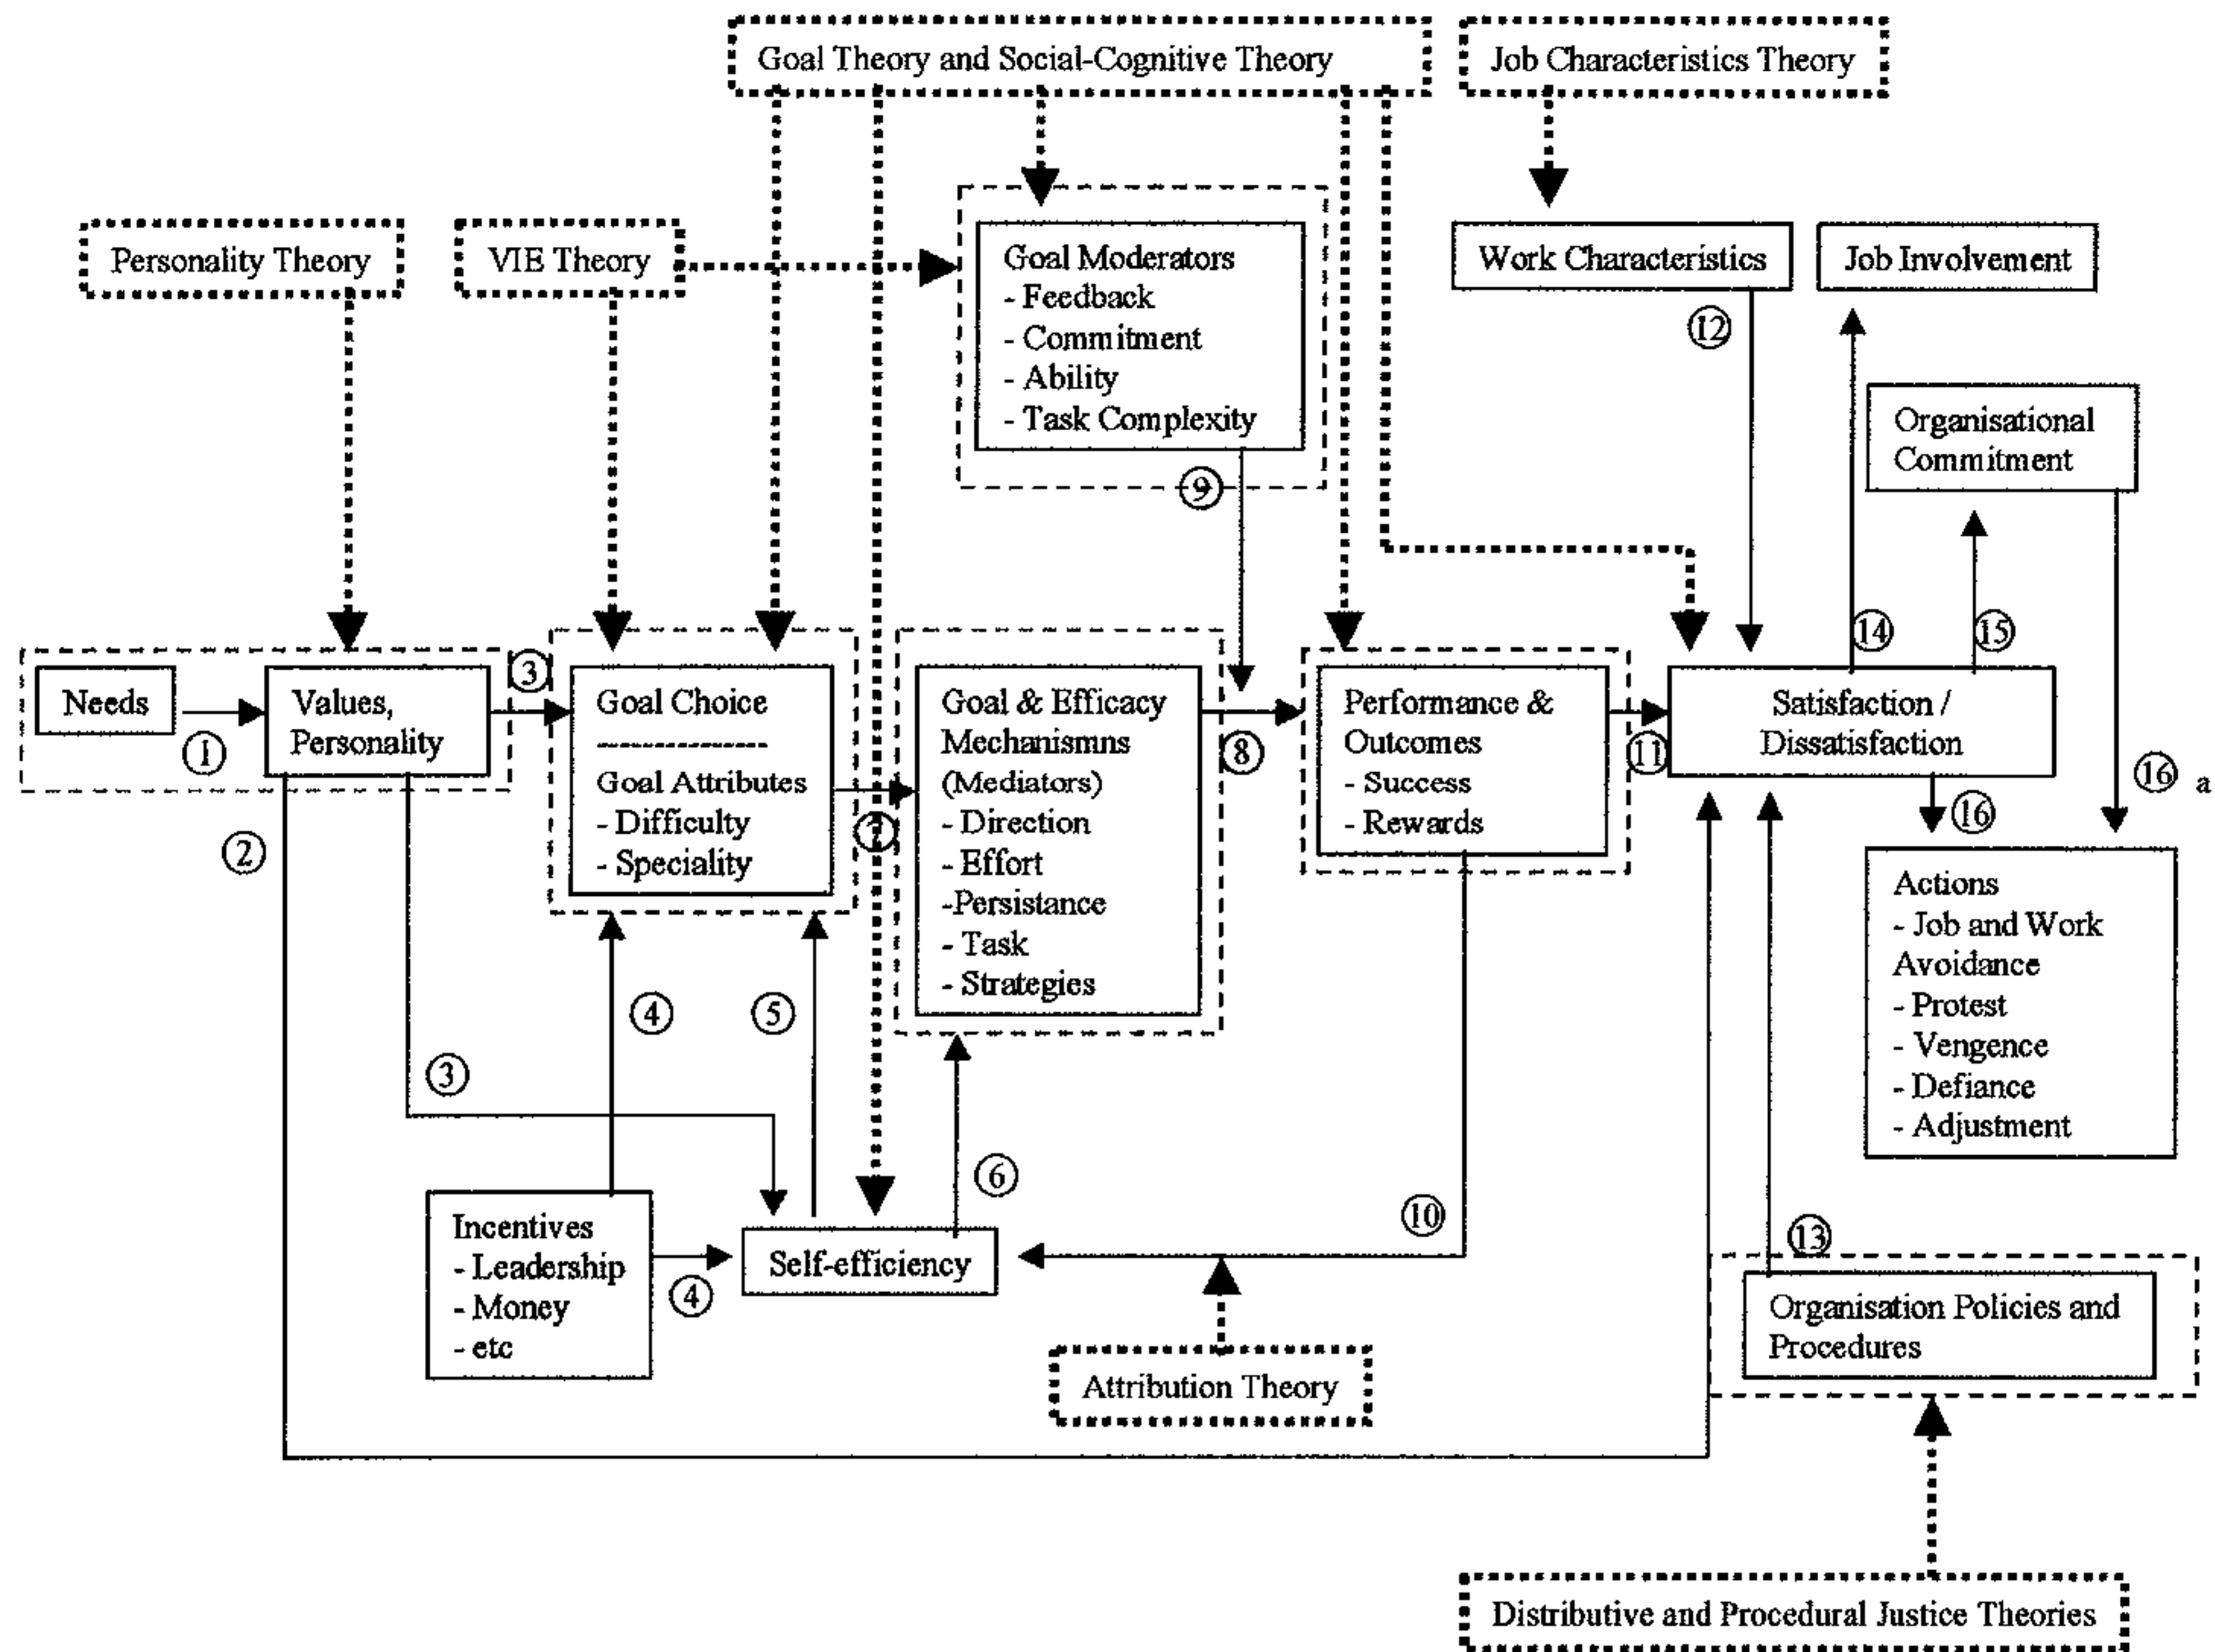 Goal Theory and Social-Cognitive Theory
Job Characteristics Theory
Personality Theory
VIE Theory
Goal Moderators
- Feedback
- Commitment
- Ability
- Task Complexity
Work Characteristics
Job Involvement
12
Organisational
Commitment
9
Needs
1
Values,
Personality
3
Goal Choice
--------------------
Goal Attributes
- Difficulty
- Speciality
7
Goal & Efficacy
Mechanismns
(Mediators)
- Direction
- Effort
-Persistance
- Task
- Strategies
8
Performance &
Outcomes
- Success
- Rewards
11
14
15
Satisfaction /
Dissatisfaction
16
16 a
Actions
- Job and Work
Avoidance
- Protest
- Vengence
- Defiance
- Adjustment
2
4
5
3
6
10
13
Incentives
- Leadership
- Money
- etc
4
Self-efficiency
Organisation Policies and
Procedures
Attribution Theory
Distributive and Procedural Justice Theories